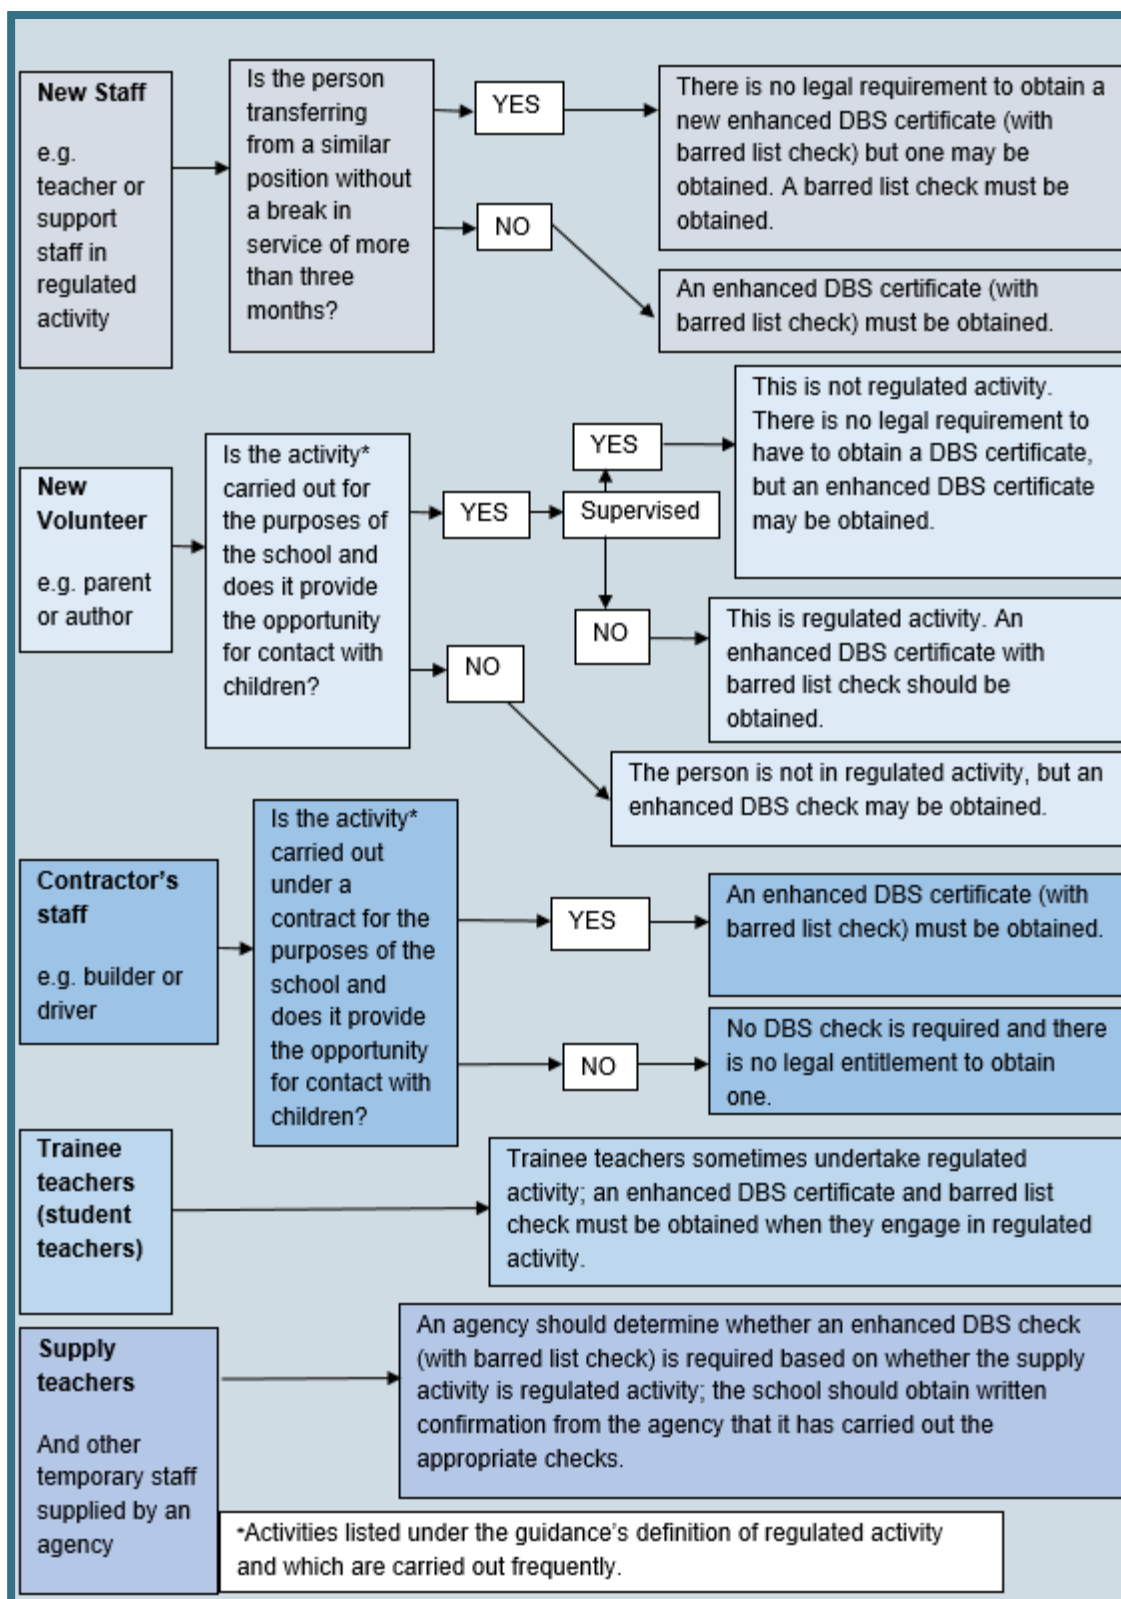 New Staff
e.g.
teacher or
support
staff in
regulated
activity
Is the person
transferring
from a similar
position without
a break in
service of more
than three
months?
YES
There is no legal requirement to obtain a
new enhanced DBS certificate (with
barred list check) but one may be
obtained. A barred list check must be
obtained.
NO
An enhanced DBS certificate (with
barred list check) must be obtained.
New
Volunteer
e.g. parent
or author
Is the activity*
carried out for
the purposes of
the school and
does it provide
the opportunity
for contact with
children?
YES
Supervised
YES
This is not regulated activity.
There is no legal requirement to
have to obtain a DBS certificate,
but an enhanced DBS certificate
may be obtained.
NO
This is regulated activity. An
enhanced DBS certificate with
barred list check should be
obtained.
NO
The person is not in regulated activity, but an
enhanced DBS check may be obtained.
Contractor's
staff
e.g. builder or
driver
Is the activity*
carried out
under a
contract for the
purposes of the
school and
does it provide
the opportunity
for contact with
children?
YES
An enhanced DBS certificate (with
barred list check) must be obtained.
NO
No DBS check is required and there
is no legal entitlement to obtain
one.
Trainee
teachers
(student
teachers)
Trainee teachers sometimes undertake regulated
activity; an enhanced DBS certificate and barred list
check must be obtained when they engage in regulated
activity.
Supply
teachers
And other
temporary staff
supplied by an
agency
An agency should determine whether an enhanced DBS check
(with barred list check) is required based on whether the supply
activity is regulated activity; the school should obtain written
confirmation from the agency that it has carried out the
appropriate checks.
*Activities listed under the guidance's definition of regulated activity
and which are carried out frequently.